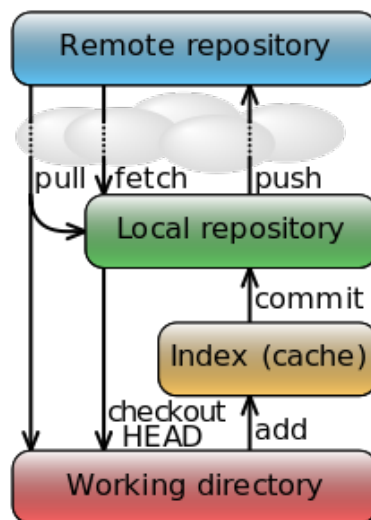 Remote repository
pull fetch push
Local repository
commit
Index (cache)
checkout
HEAD add
Working directory